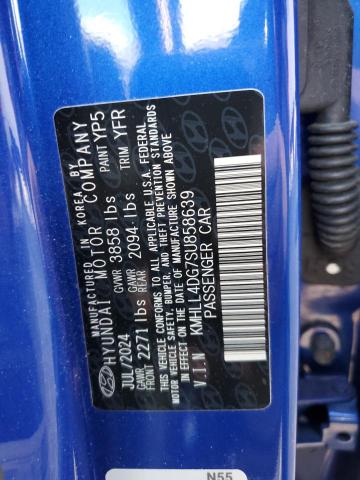 MANUFACTURED IN KOREA BY
HYUNDAI MOTOR COMPANY
JUL/2024 GVWR 3858 lbs PAINT YP5
GAWR FRONT 2271 lbs GAWR REAR 2094 lbs TRIM YFR
THIS VEHICLE CONFORMS TO ALL APPLICABLE U.S.A. FEDERAL
MOTOR VEHICLE SAFETY, BUMPER, AND THEFT PREVENTION STANDARDS
IN EFFECT ON THE DATE OF MANUFACTURE SHOWN ABOVE.
V.I.N KMHLL4DG7SU858639
PASSENGER CAR
N55